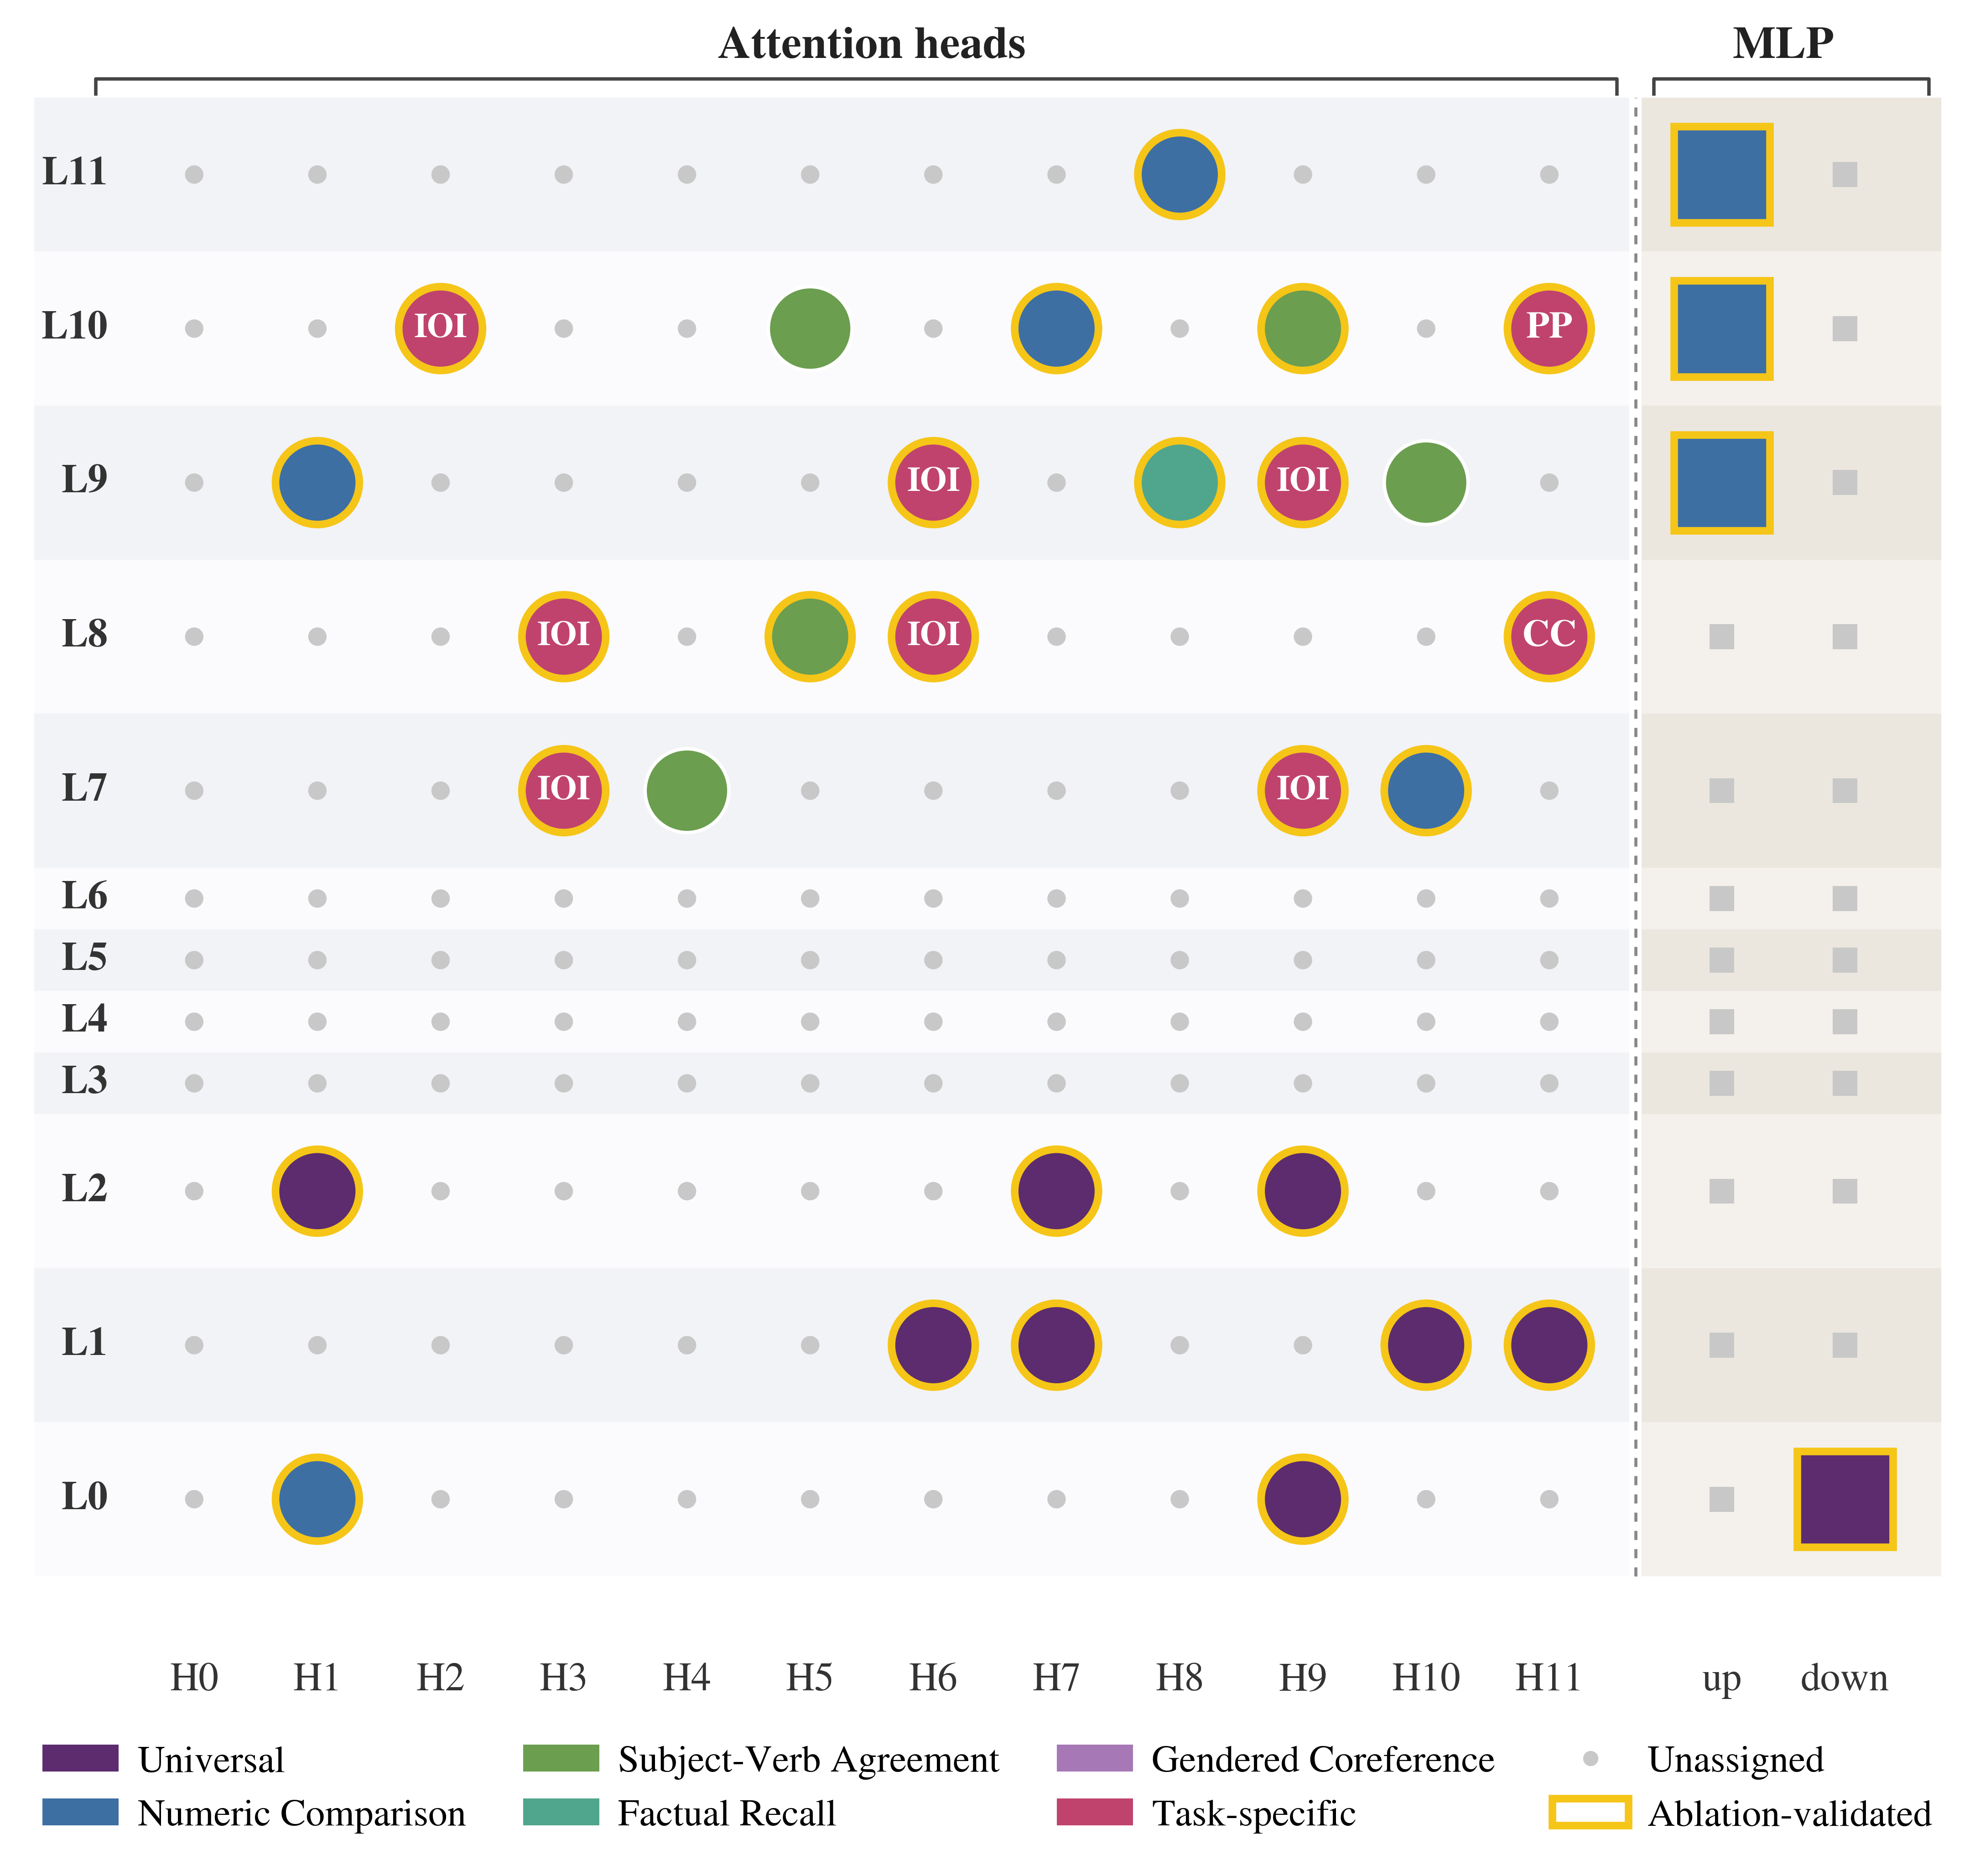 Attention heads MLP
L11
L10 IOI PP
L9 IOI IOI
L8 IOI IOI CC
L7 IOI IOI
L6
L5
L4
L3
L2
L1
L0
H0 H1 H2 H3 H4 H5 H6 H7 H8 H9 H10 H11 up down
Universal Subject-Verb Agreement Gendered Coreference Unassigned
Numeric Comparison Factual Recall Task-specific Ablation-validated